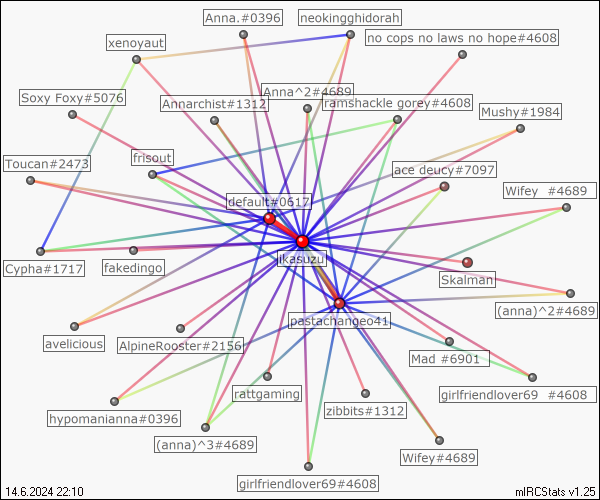 Anna.#0396
neokingghidorah
xenoyaut
no cops no laws no hope#4608
Soxy Foxy#5076
Anna^2#4689
Annarchist#1312
ramshackle gorey#4608
Mushy#1984
Toucan#2473
frisout
ace deucy#7097
default#0617
Wifey #4689
ikasuzu
Cypha#1717
fakedingo
Skalman
pastachangeo41
(anna)^2#4689
avelicious
AlpineRooster#2156
Mad #6901
rattgaming
girlfriendlover69 #4608
hypomanianna#0396
zibbits#1312
(anna)^3#4689
Wifey#4689
girlfriendlover69#4608
14.6.2024 22:10
mIRCStats v1.25